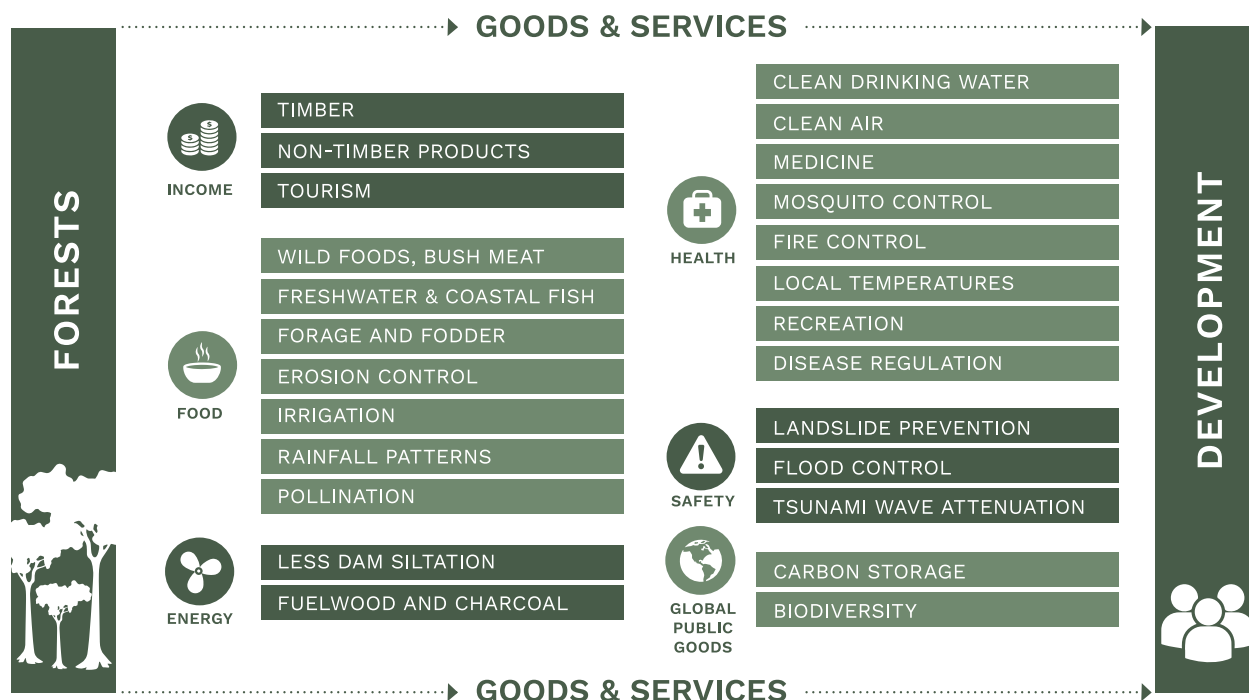 GOODS & SERVICES
FORESTS
INCOME
TIMBER
NON-TIMBER PRODUCTS
TOURISM
FOOD
WILD FOODS, BUSH MEAT
FRESHWATER & COASTAL FISH
FORAGE AND FODDER
EROSION CONTROL
IRRIGATION
RAINFALL PATTERNS
POLLINATION
ENERGY
LESS DAM SILTATION
FUELWOOD AND CHARCOAL
HEALTH
CLEAN DRINKING WATER
CLEAN AIR
MEDICINE
MOSQUITO CONTROL
FIRE CONTROL
LOCAL TEMPERATURES
RECREATION
DISEASE REGULATION
SAFETY
LANDSLIDE PREVENTION
FLOOD CONTROL
TSUNAMI WAVE ATTENUATION
GLOBAL
PUBLIC
GOODS
CARBON STORAGE
BIODIVERSITY
DEVELOPMENT
GOODS & SERVICES